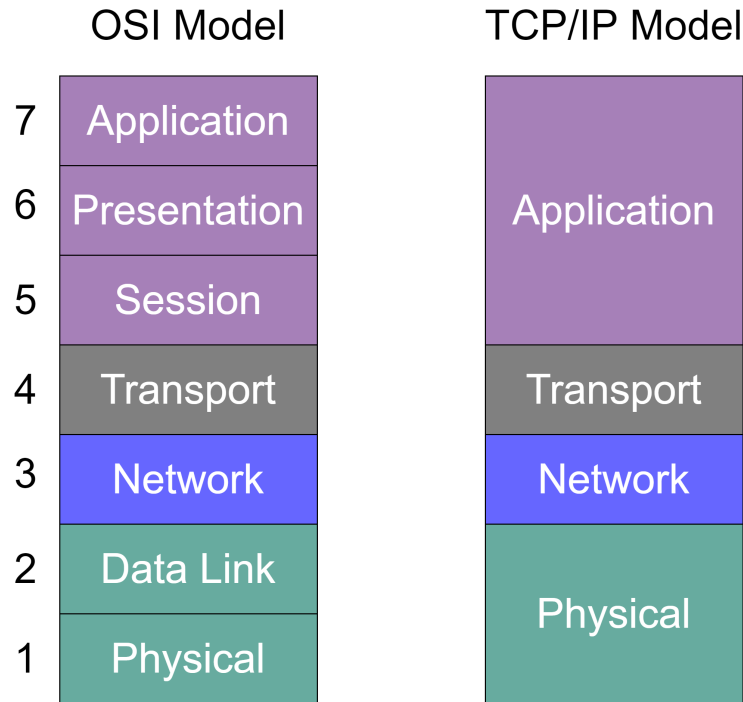 OSI Model
TCP/IP Model
7
Application
6
Presentation
5
Session
Application
4
Transport
Transport
3
Network
Network
2
Data Link
1
Physical
Physical